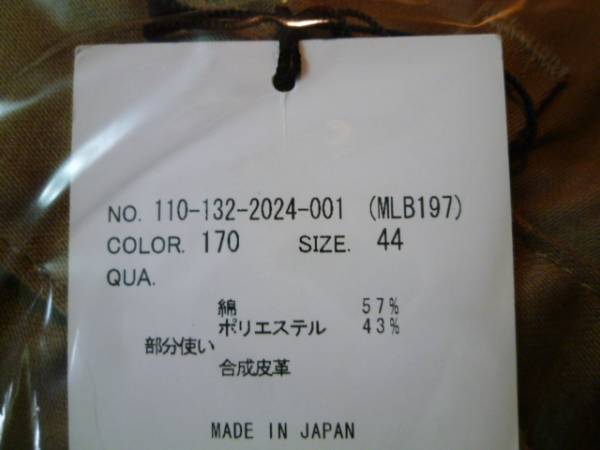 NO. 110-132-2024-001 (MLB197)
COLOR. 170 SIZE. 44
QUA.
綿 57%
ポリエステル 43%
部分使い
合成皮革
MADE IN JAPAN